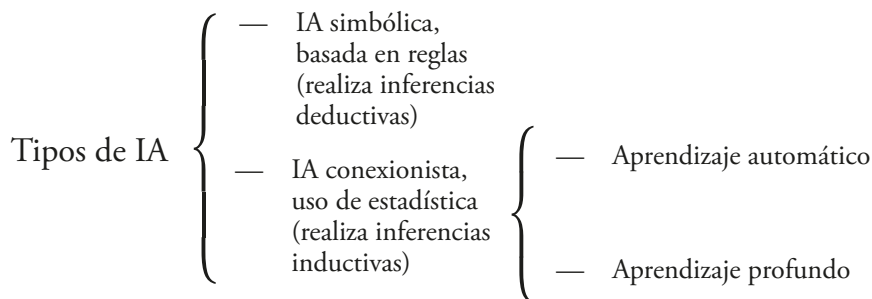 Tipos de IA
— IA simbólica,
basada en reglas
(realiza inferencias
deductivas)
— IA conexionista,
uso de estadística
(realiza inferencias
inductivas)
— Aprendizaje automático
— Aprendizaje profundo